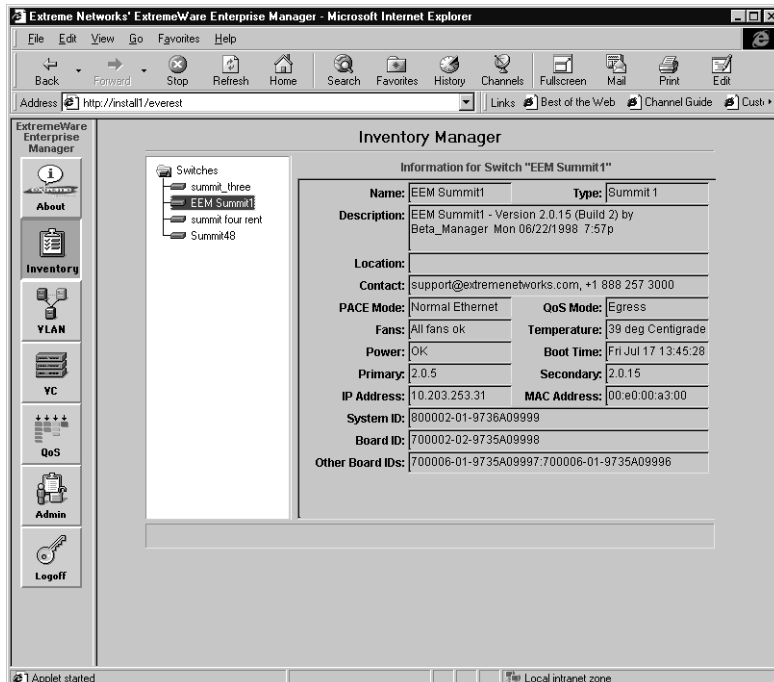 Extreme Networks' ExtremeWare Enterprise Manager - Microsoft Internet Explorer
File Edit View Go Favorites Help
Back Forward Stop Refresh Home Search Favorites History Channels Fullscreen Mail Print Edit
Address http://install1/everest Links Best of the Web Channel Guide
ExtremeWare
Enterprise
Manager
About
Inventory
VLAN
VC
QoS
Admin
Logoff
Inventory Manager
Switches
summit_three
EEM Summit1
summit four rent
Summit48
Information for Switch "EEM Summit1"
Name: EEM Summit1 Type: Summit 1
Description: EEM Summit1 - Version 2.0.15 (Build 2) by
Beta_Manager Mon 06/22/1998 7:57p
Location:
Contact: support@extremenetworks.com, +1 888 257 3000
PACE Mode: Normal Ethernet QoS Mode: Egress
Fans: All fans ok Temperature: 39 deg Centigrade
Power: OK Boot Time: Fri Jul 17 13:45:28
Primary: 2.0.5 Secondary: 2.0.15
IP Address: 10.203.253.31 MAC Address: 00:e0:00:a3:00
System ID: 800002-01-9736A09999
Board ID: 700002-02-9735A09998
Other Board IDs: 700006-01-9735A09997:700006-01-9735A09996
Applet started Local intranet zone